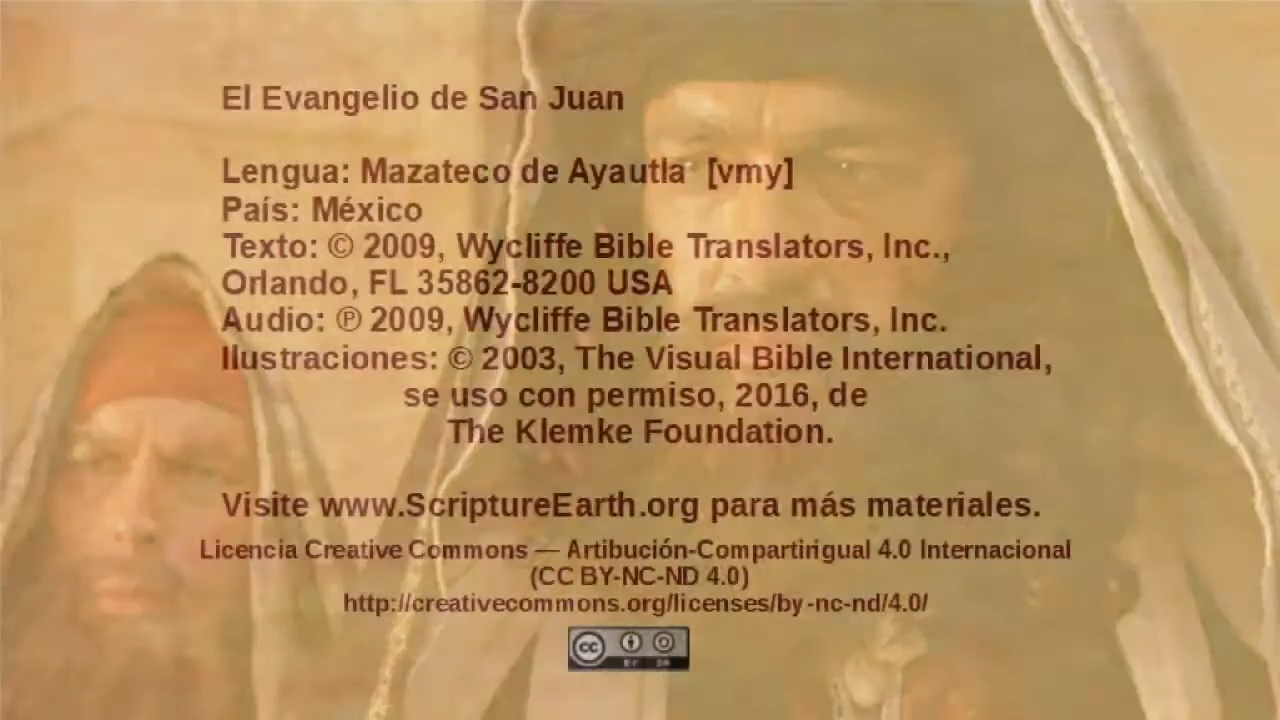 El Evangelio de San Juan
Lengua: Mazateco de Ayautla [vmy]
País: México
Texto: © 2009, Wycliffe Bible Translators, Inc.,
Orlando, FL 35862-8200 USA
Audio: ℗ 2009, Wycliffe Bible Translators, Inc.
Ilustraciones: © 2003, The Visual Bible International,
se uso con permiso, 2016, de
The Klemke Foundation.
Visite www.ScriptureEarth.org para más materiales.
Licencia Creative Commons — Artibución-Compartirigual 4.0 Internacional
(CC BY-NC-ND 4.0)
http://creativecommons.org/licenses/by-nc-nd/4.0/
cc BY SA